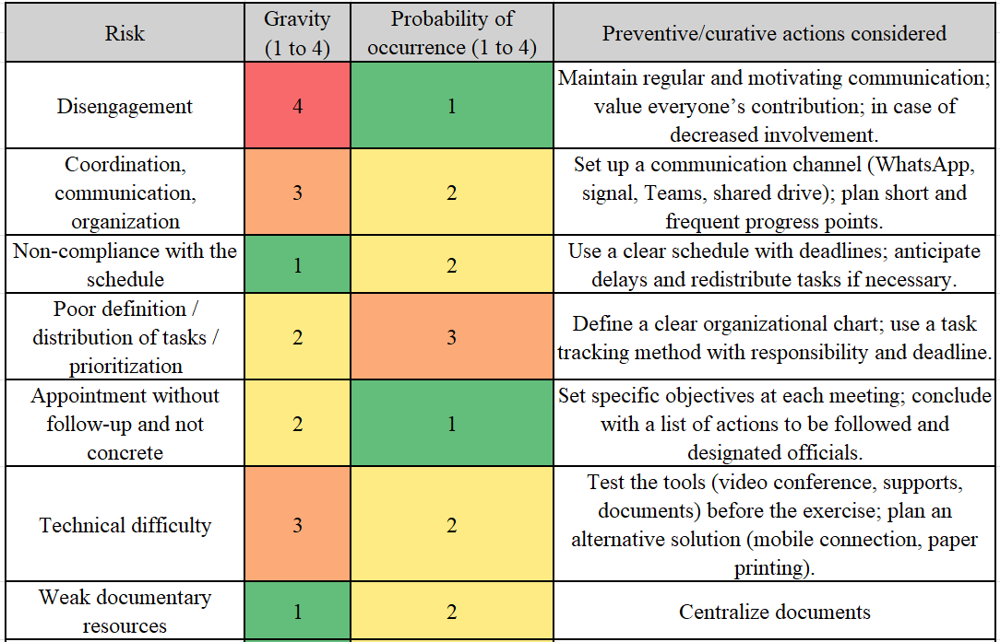 Risk
Gravity
(1 to 4)
Probability of
occurrence (1 to 4)
Preventive/curative actions considered
Disengagement
4
1
Maintain regular and motivating communication;
value everyone’s contribution; in case of
decreased involvement.
Coordination,
communication,
organization
3
2
Set up a communication channel (WhatsApp,
signal, Teams, shared drive); plan short and
frequent progress points.
Non-compliance with the
schedule
1
2
Use a clear schedule with deadlines; anticipate
delays and redistribute tasks if necessary.
Poor definition /
distribution of tasks /
prioritization
2
3
Define a clear organizational chart; use a task
tracking method with responsibility and deadline.
Appointment without
follow-up and not
concrete
2
1
Set specific objectives at each meeting; conclude
with a list of actions to be followed and
designated officials.
Technical difficulty
3
2
Test the tools (video conference, supports,
documents) before the exercise; plan an
alternative solution (mobile connection, paper
printing).
Weak documentary
resources
1
2
Centralize documents